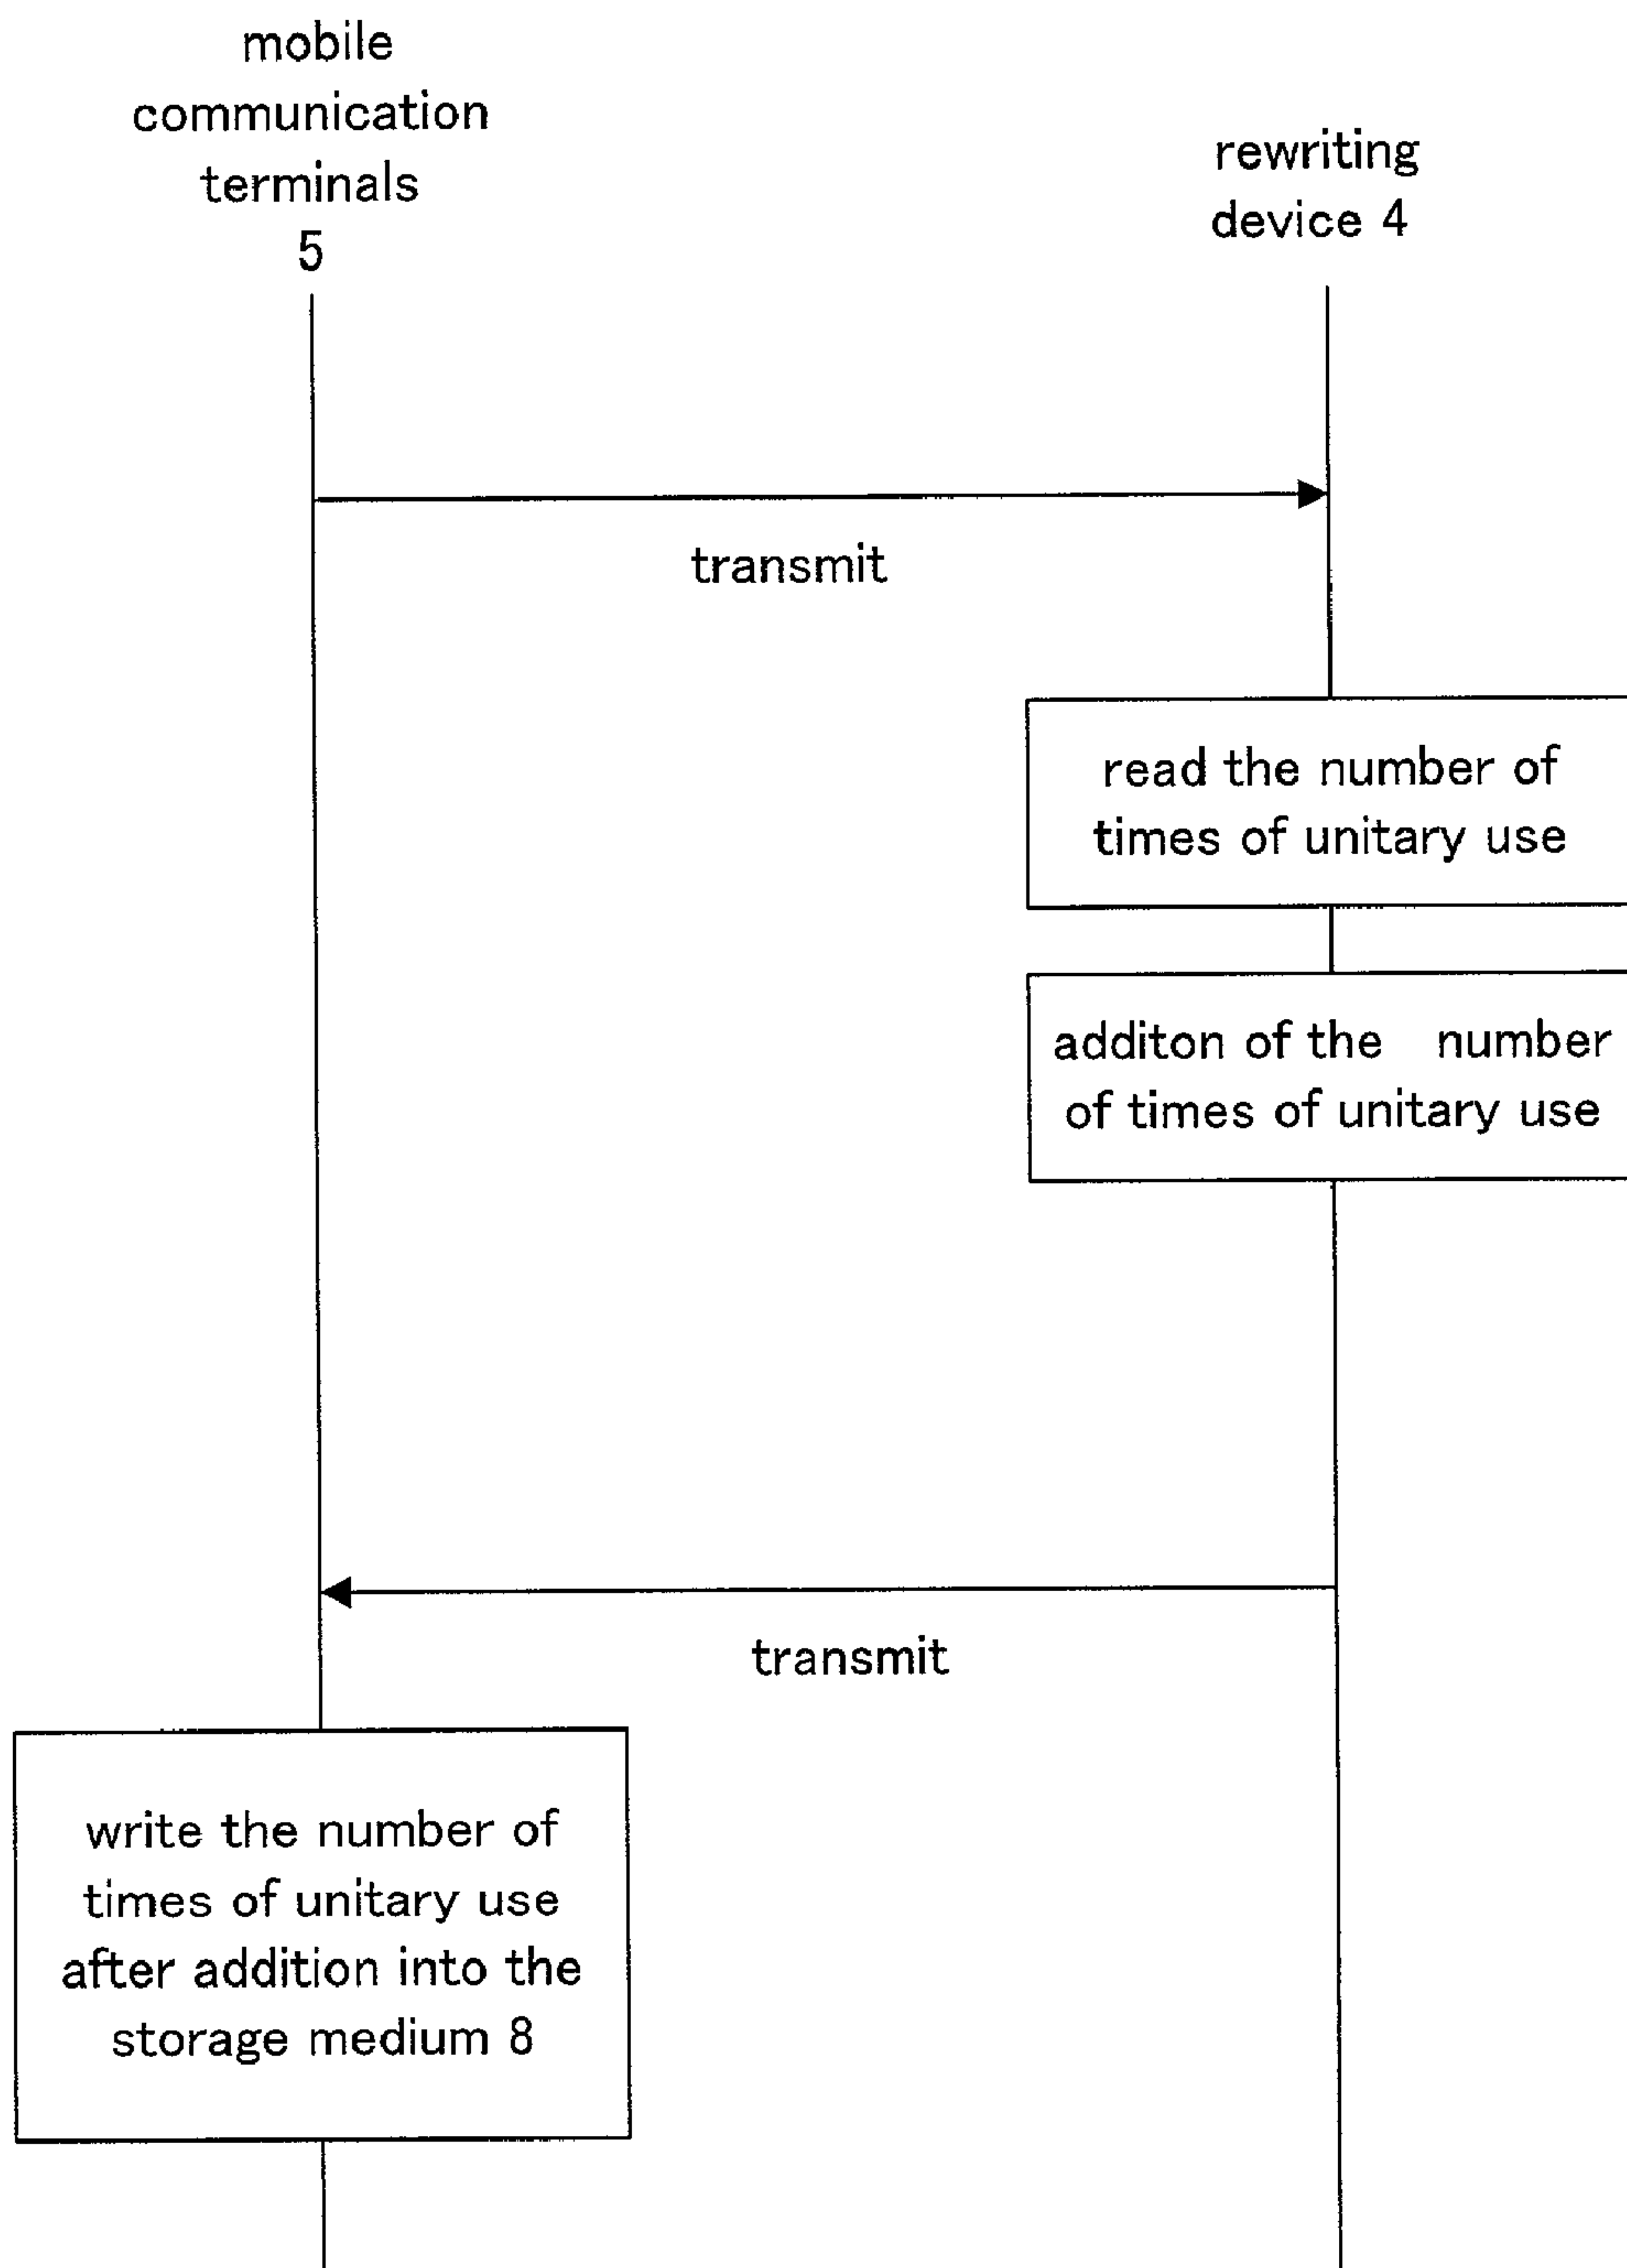 mobile
communication
terminals
5
rewriting
device 4
transmit
read the number of
times of unitary use
additon of the number
of times of unitary use
transmit
write the number of
times of unitary use
after addition into the
storage medium 8